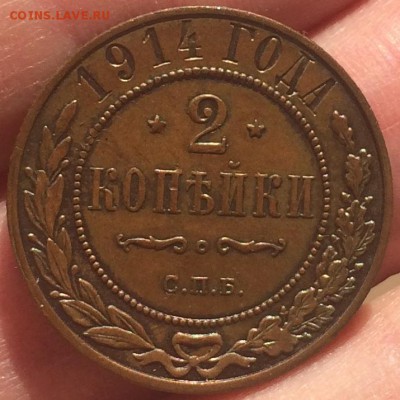 COINS.LAVE.RU
1914 ГОДА
2
КОПѢЙКИ
С.П.Б.